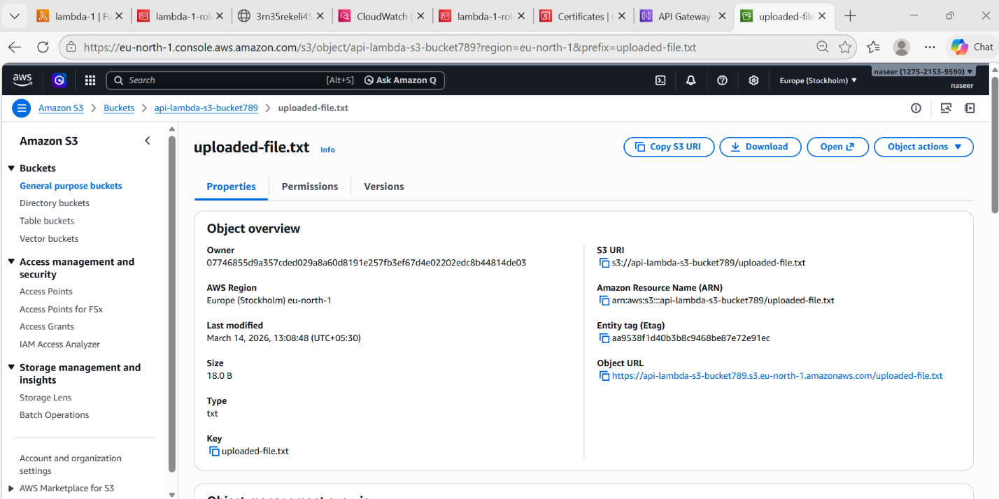 lambda-1 | Fu
lambda-1-rol
3rn35rekeli45
CloudWatch |
lambda-1-rol
Certificates | C
API Gateway -
uploaded-file
https://eu-north-1.console.aws.amazon.com/s3/object/api-lambda-s3-bucket789?region=eu-north-1&prefix=uploaded-file.txt
Chat
aws
Search
[Alt+S]
Ask Amazon Q
Europe (Stockholm)
naseer (1275-2153-9590)
naseer
Amazon S3
Buckets
api-lambda-s3-bucket789
uploaded-file.txt
Amazon S3
Buckets
General purpose buckets
Directory buckets
Table buckets
Vector buckets
Access management and
security
Access Points
Access Points for FSx
Access Grants
IAM Access Analyzer
Storage management and
insights
Storage Lens
Batch Operations
Account and organization
settings
AWS Marketplace for S3
uploaded-file.txt Info
Copy S3 URI
Download
Open
Object actions
Properties
Permissions
Versions
Object overview
Owner
07746855d9a357cded029a8a60d8191e257fb3ef67d4e02202edc8b44814de03
AWS Region
Europe (Stockholm) eu-north-1
Last modified
March 14, 2026, 13:08:48 (UTC+05:30)
Size
18.0 B
Type
txt
Key
uploaded-file.txt
S3 URI
s3://api-lambda-s3-bucket789/uploaded-file.txt
Amazon Resource Name (ARN)
arn:aws:s3:::api-lambda-s3-bucket789/uploaded-file.txt
Entity tag (Etag)
aa9538f1d40b3b8c9468be87e72e91ec
Object URL
https://api-lambda-s3-bucket789.s3.eu-north-1.amazonaws.com/uploaded-file.txt
Object management overview